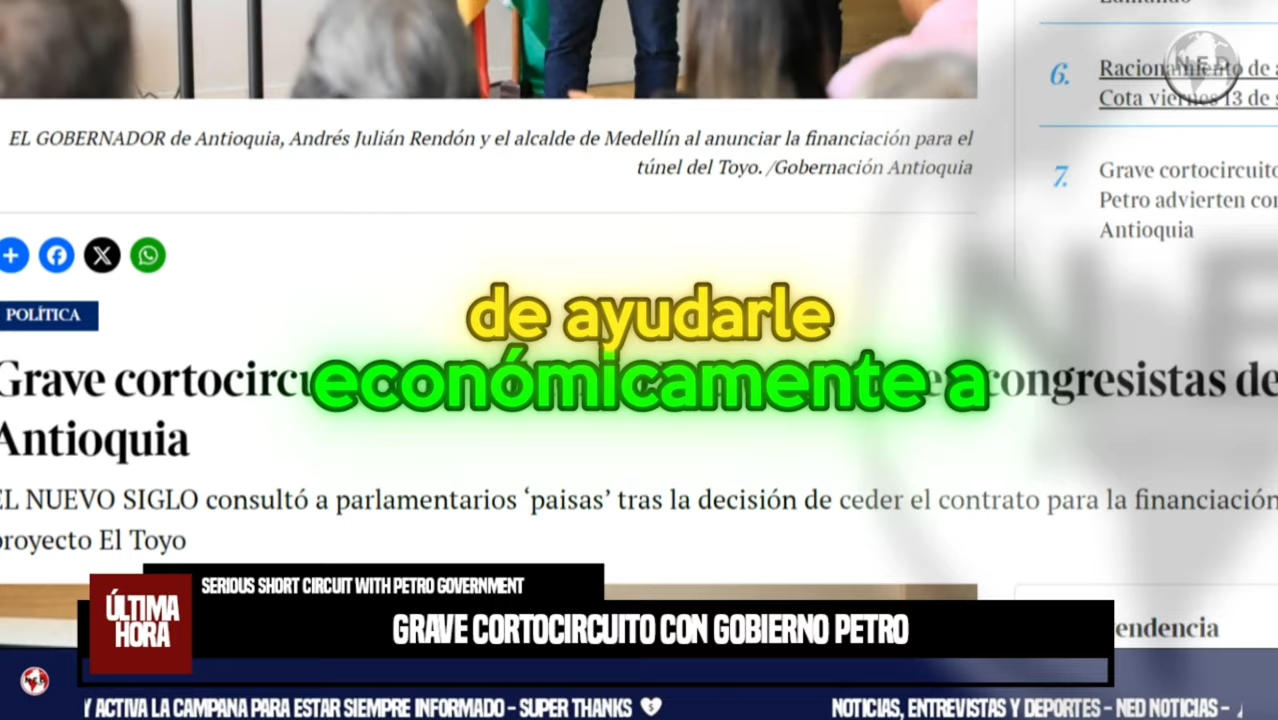 6.
Racionamiento de a
Cota viernes 13 de s
NED
EL GOBERNADOR de Antioquia, Andrés Julián Rendón y el alcalde de Medellín al anunciar la financiación para el
túnel del Toyo. /Gobernación Antioquia
7.
Grave cortocircuito
Petro advierten con
Antioquia
POLÍTICA
de ayudarle
económicamente a
Grave congresistas de
Antioquia
EL NUEVO SIGLO consultó a parlamentarios ‘paisas’ tras la decisión de ceder el contrato para la financiación
proyecto El Toyo
SERIOUS SHORT CIRCUIT WITH PETRO GOVERNMENT
ÚLTIMA
HORA
GRAVE CORTOCIRCUITO CON GOBIERNO PETRO
endencia
Y ACTIVA LA CAMPANA PARA ESTAR SIEMPRE INFORMADO - SUPER THANKS NOTICIAS, ENTREVISTAS Y DEPORTES - NED NOTICIAS -